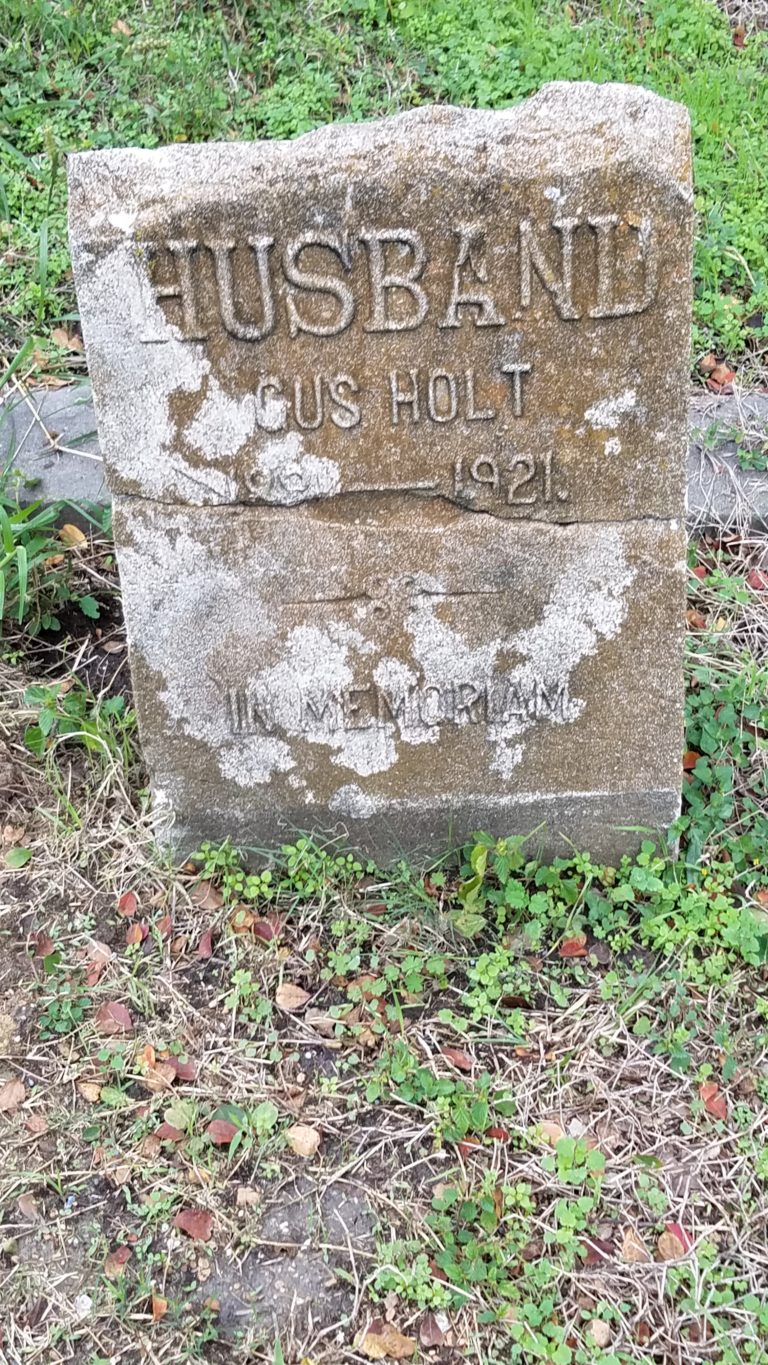 HUSBAND
GUS HOLT
1921.
IN MEMORIAM